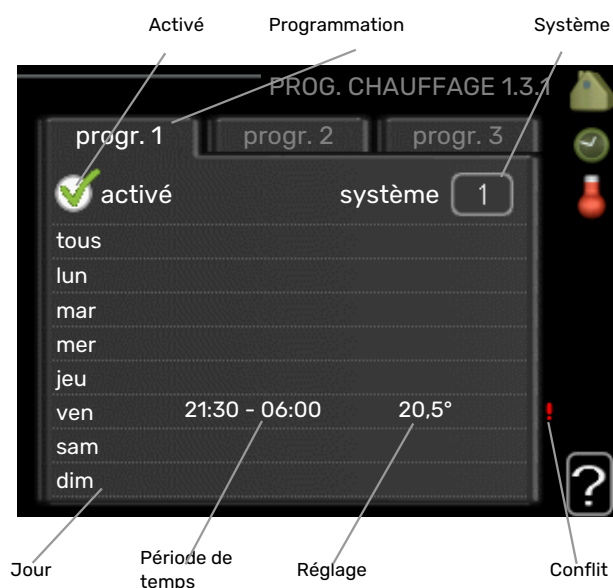 Activé Programmation Système
PROG. CHAUFFAGE 1.3.1
progr. 1 progr. 2 progr. 3
activé système 1
tous
lun
mar
mer
jeu
ven 21:30 - 06:00 20,5° !
sam
dim
?
Jour Période de temps Réglage Conflit